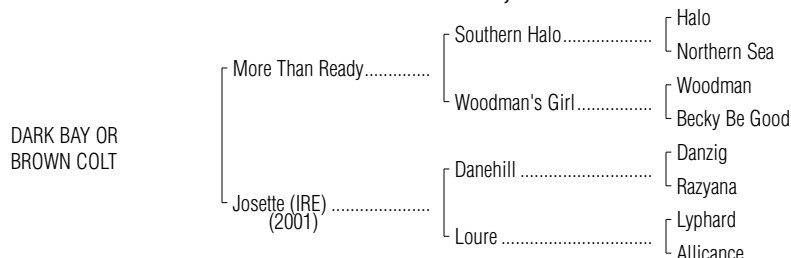 Halo
Southern Halo
Northern Sea
More Than Ready
Woodman
Woodman's Girl
Becky Be Good
DARK BAY OR
BROWN COLT
Danzig
Danehill
Razyana
Josette (IRE)
(2001)
Lyphard
Loure
Allicance